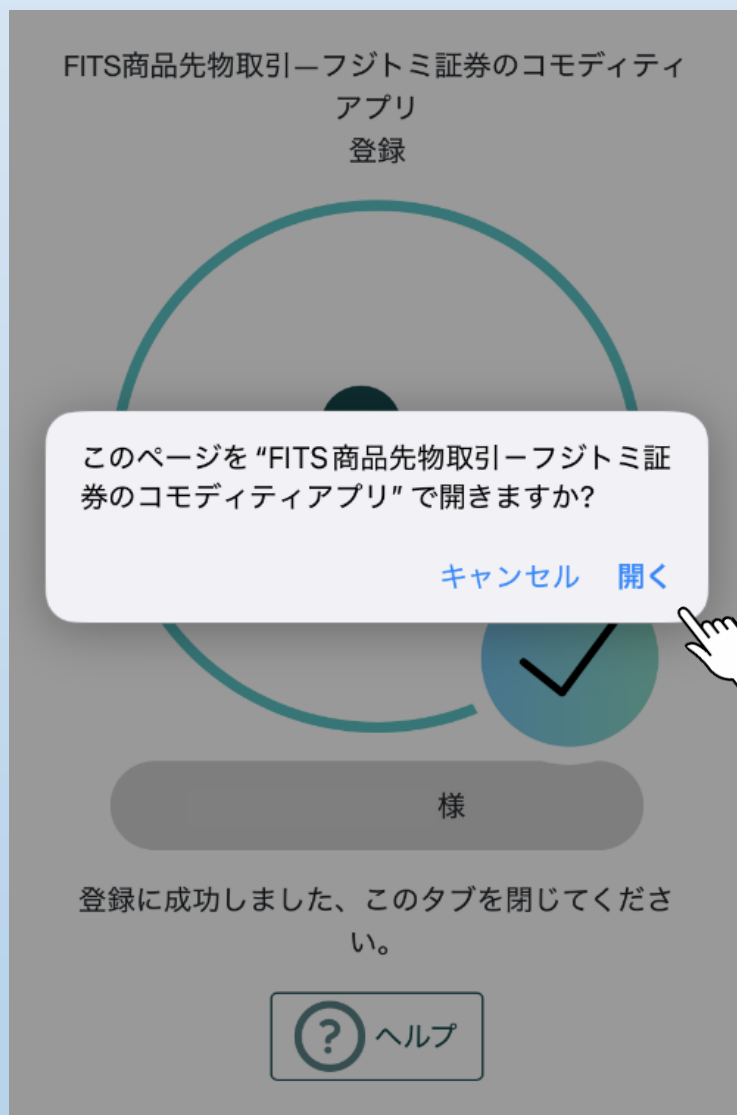 FITS商品先物取引—フジトミ証券のコモディティ
アプリ
登録
このページを “FITS商品先物取引ーフジトミ証
券のコモディティアプリ” で開きますか?
キャンセル 開く
様
登録に成功しました、このタブを閉じてくださ
い。
? ヘルプ